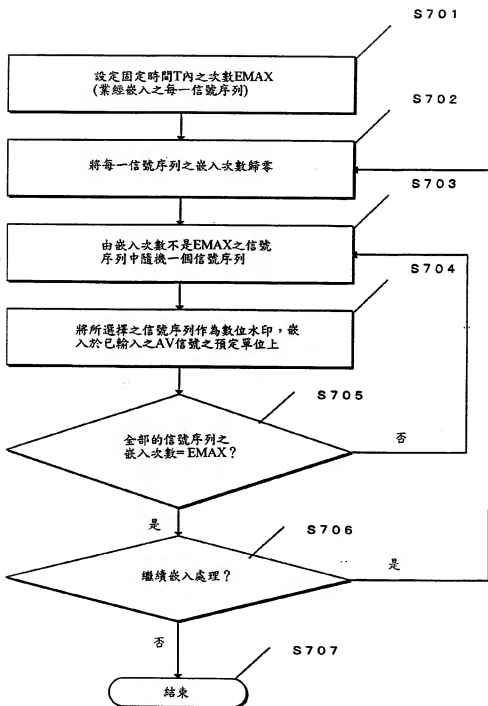 S701
設定固定時間T內之次數EMAX
(業經嵌入之每一信號序列)
S702
將每一信號序列之嵌入次數歸零
S703
由嵌入次數不是EMAX之信號
序列中隨機一個信號序列
S704
將所選擇之信號序列作為數位水印，嵌
入於已輸入之AV信號之預定單位上
S705
全部的信號序列之
嵌入次數=EMAX？
否
是
S706
繼續嵌入處理？
是
否
S707
結束